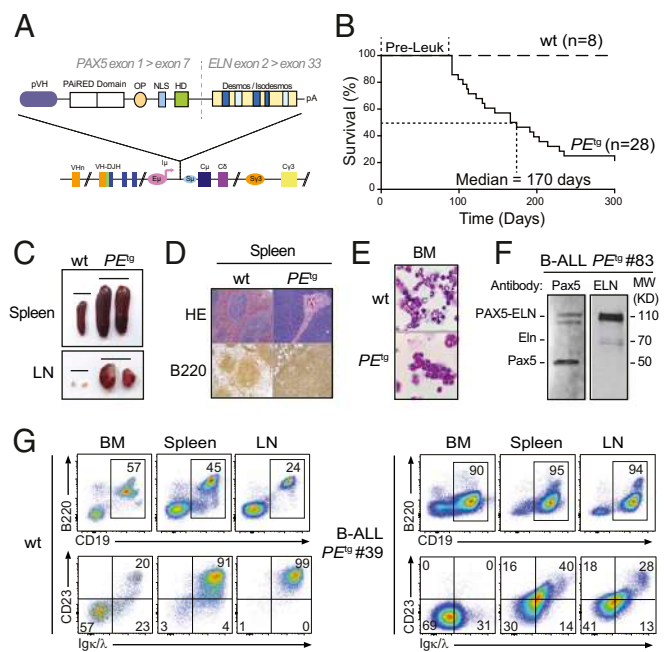 A
PAX5 exon 1 > exon 7
ELN exon 2 > exon 33
pVH
PAiRED Domain
OP
NLS
HD
Desmos / Isodesmos
pA
VHn
VH-DJH
Iμ
Eμ
Sμ
Cμ
Cδ
Sγ3
Cγ3
B
Pre-Leuk
wt (n=8)
PEtg (n=28)
Median = 170 days
Survival (%)
100
80
60
40
20
0
0
100
200
300
Time (Days)
C
wt
PEtg
Spleen
LN
D
Spleen
wt
PEtg
HE
B220
E
BM
wt
PEtg
F
B-ALL PEtg #83
Antibody: Pax5 ELN
MW
(KD)
PAX5-ELN
110
Eln
70
Pax5
50
G
BM Spleen LN
wt
57 45 24
B220
CD19
20 91 99
CD23
57 23 3 4 1 0
Igκ/λ
B-ALL
PEtg #39
BM Spleen LN
90 95 94
B220
CD19
0 0 16 40 18 28
CD23
69 31 30 14 41 13
Igκ/λ